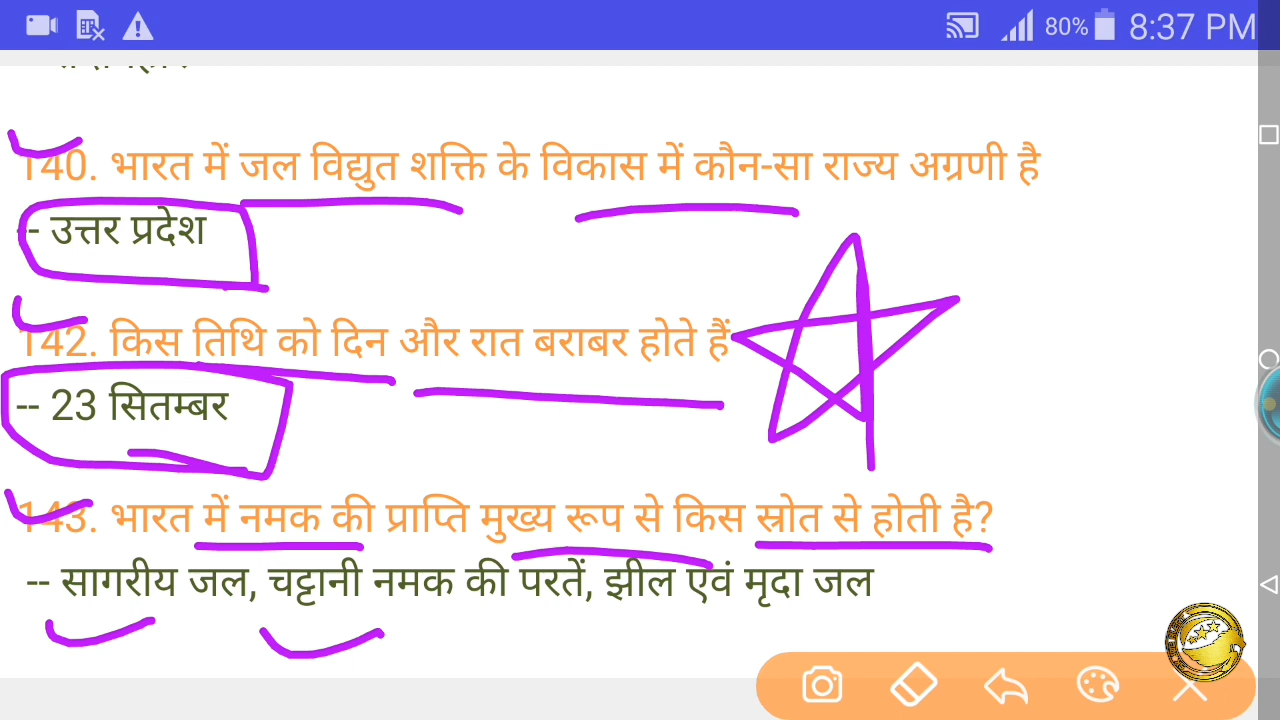 80% 8:37 PM
140. भारत में जल विद्युत शक्ति के विकास में कौन-सा राज्य अग्रणी है
-- उत्तर प्रदेश
142. किस तिथि को दिन और रात बराबर होते हैं
-- 23 सितम्बर
143. भारत में नमक की प्राप्ति मुख्य रूप से किस स्रोत से होती है?
-- सागरीय जल, चट्टानी नमक की परतें, झील एवं मृदा जल